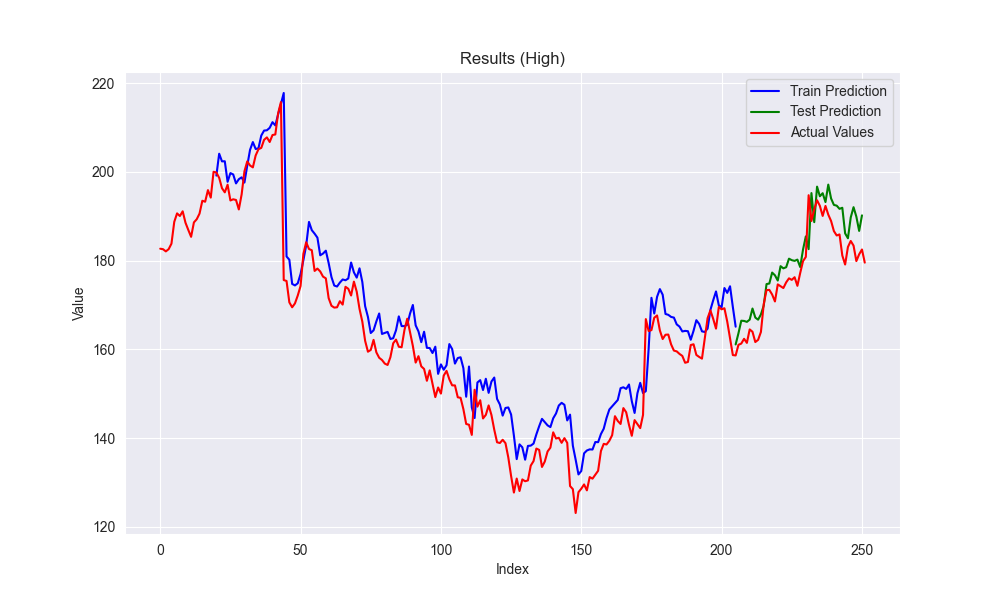 Results (High)
Train Prediction
Test Prediction
Actual Values
Value
220
200
180
160
140
120
0 50 100 150 200 250
Index